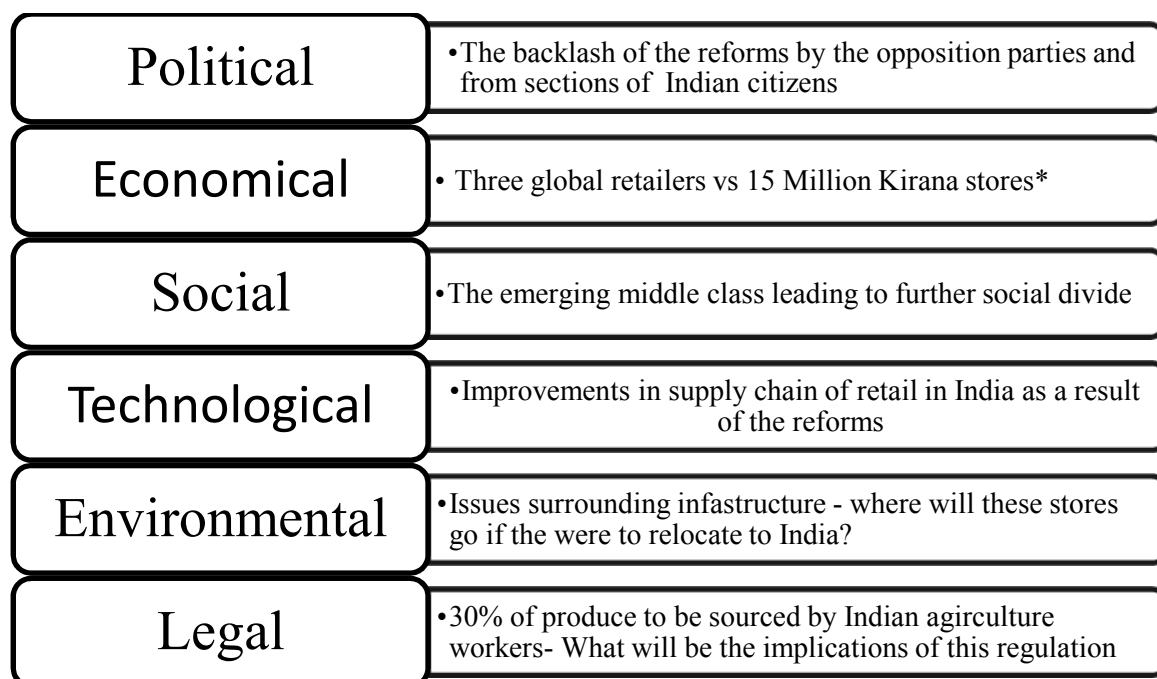 Political
•The backlash of the reforms by the opposition parties and
from sections of Indian citizens
Economical
• Three global retailers vs 15 Million Kirana stores*
Social
•The emerging middle class leading to further social divide
Technological
•Improvements in supply chain of retail in India as a result
of the reforms
Environmental
•Issues surrounding infastructure - where will these stores
go if the were to relocate to India?
Legal
•30% of produce to be sourced by Indian agirculture
workers- What will be the implications of this regulation